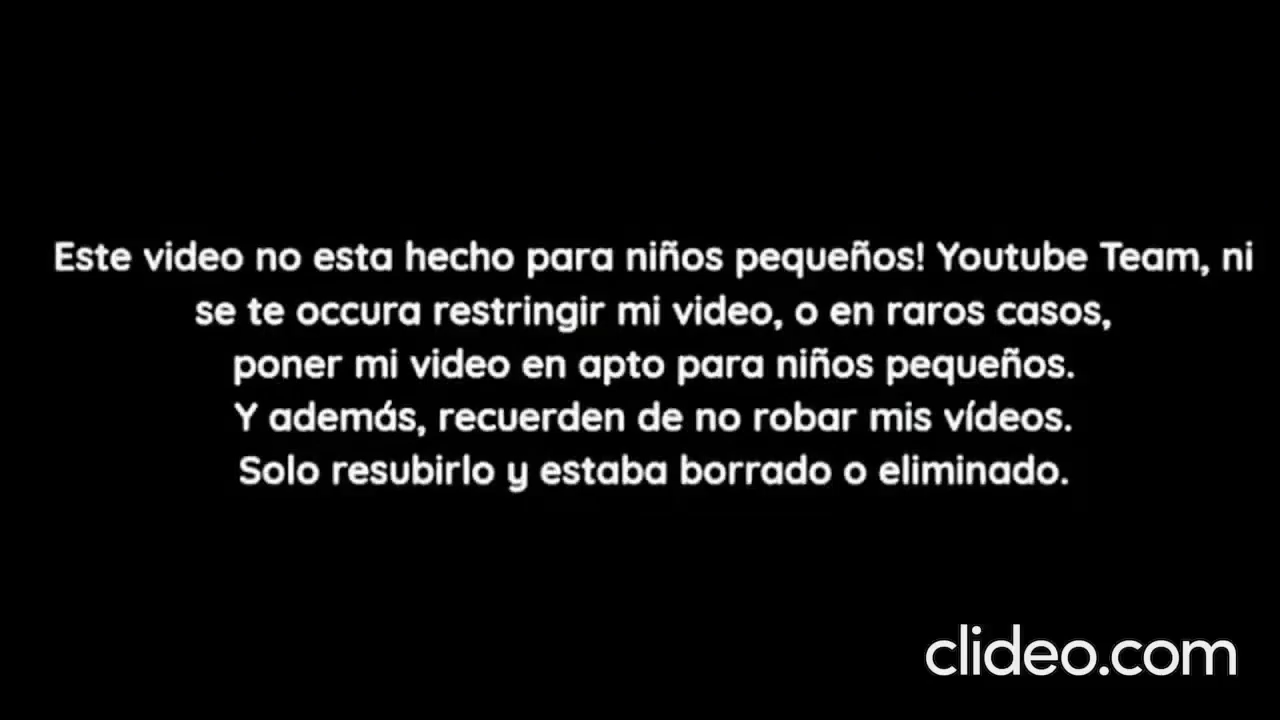 Este video no esta hecho para niños pequeños! Youtube Team, ni
se te occura restringir mi video, o en raros casos,
poner mi video en apto para niños pequeños.
Y además, recuerden de no robar mis vídeos.
Solo resubirlo y estaba borrado o eliminado.
clideo.com